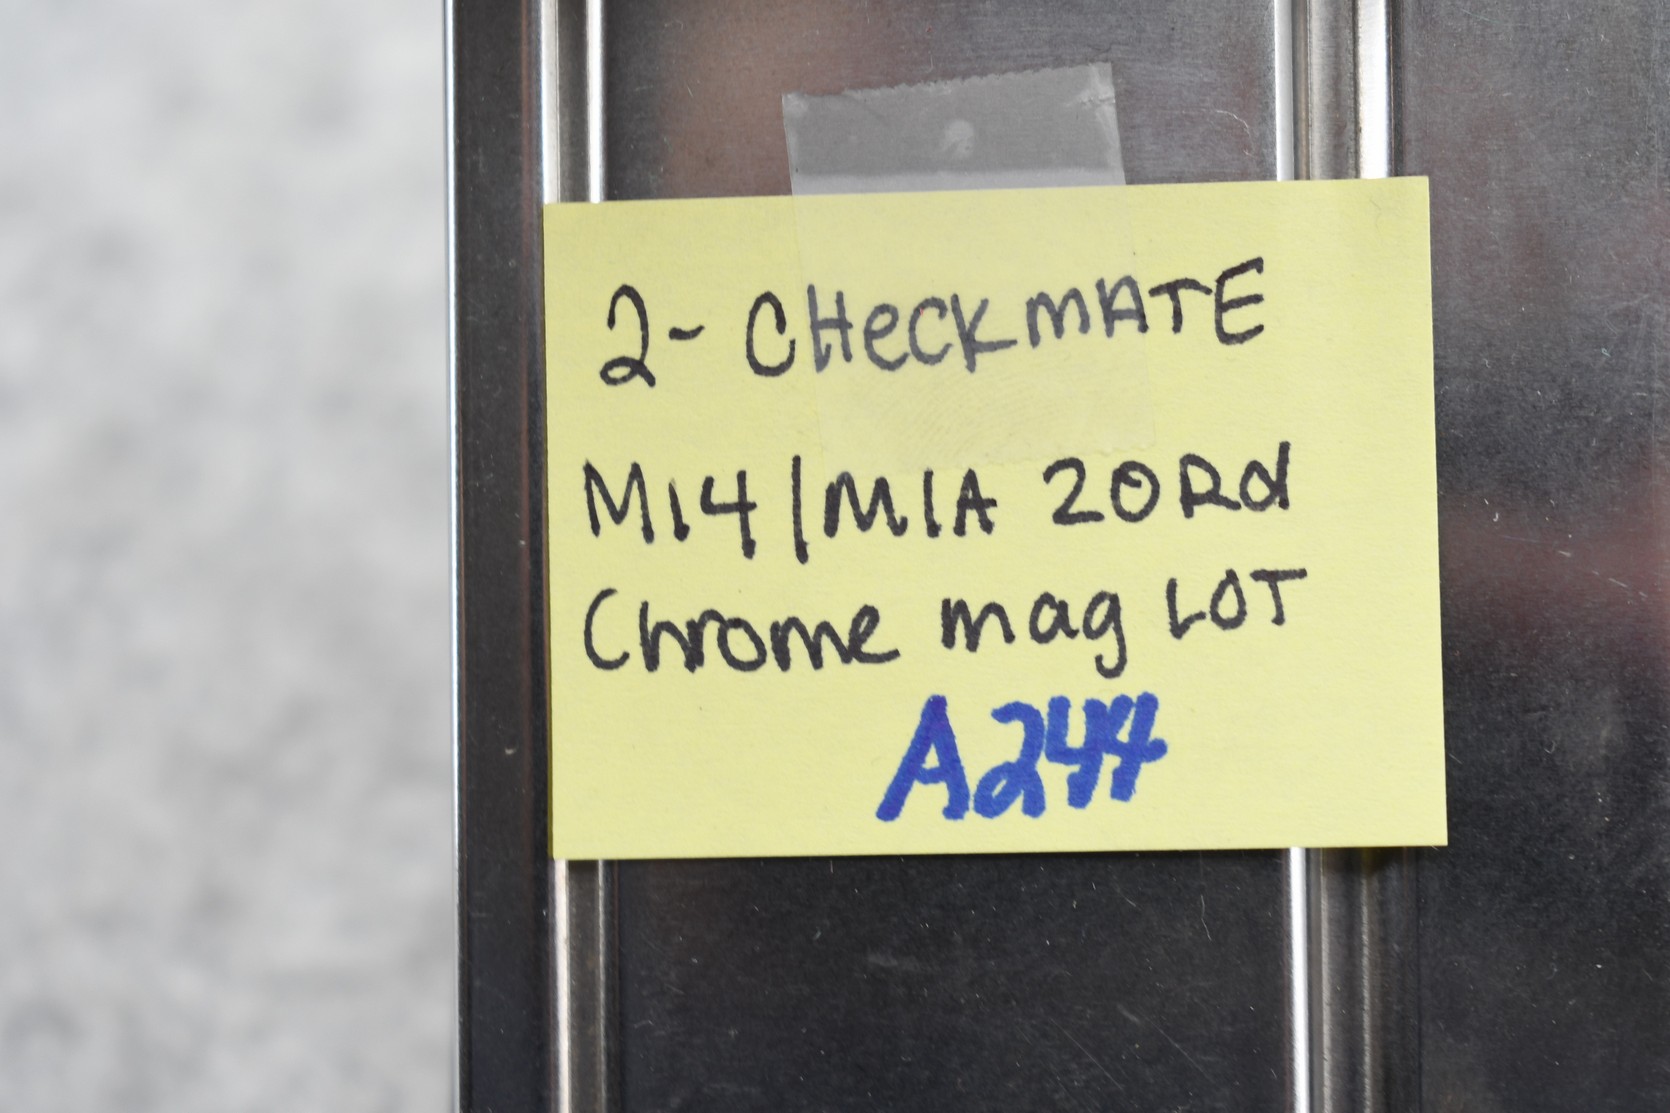 2- CHeckmATE
M14/M1A 20Rd
Chrome mag LOT
A244